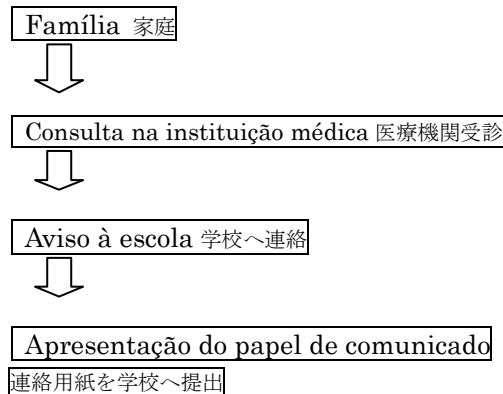 Família 家庭
Consulta na instituição médica 医療機関受診
Aviso à escola 学校へ連絡
Apresentação do papel de comunicado
連絡用紙を学校へ提出